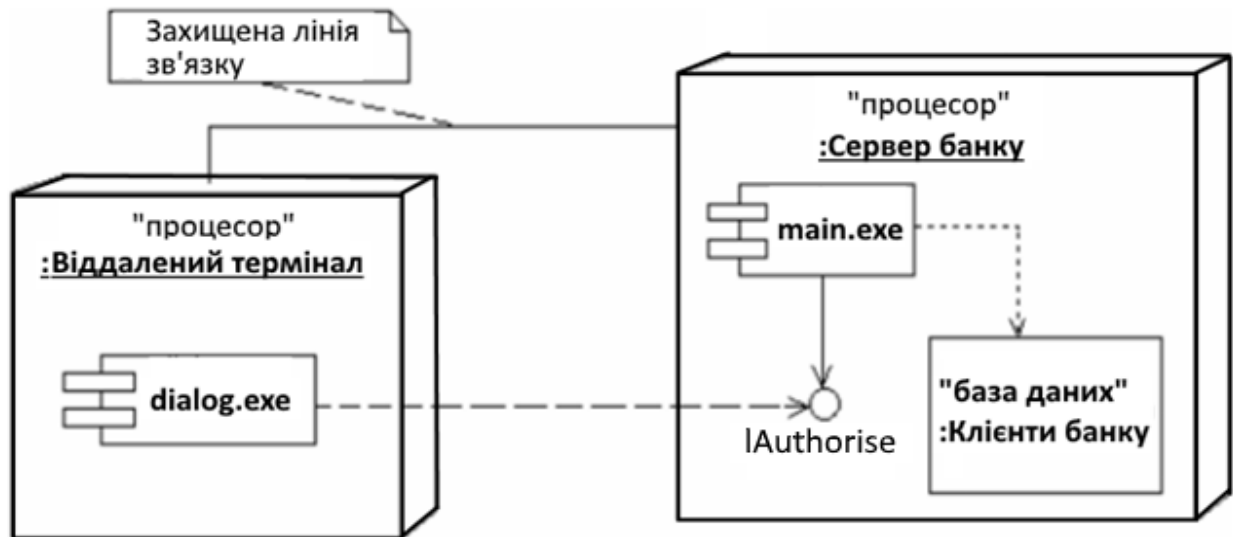 Захищена лінія
зв'язку
"процесор"
:Сервер банку
main.exe
"база даних"
:Клієнти банку
IAuthorise
"процесор"
:Віддалений термінал
dialog.exe